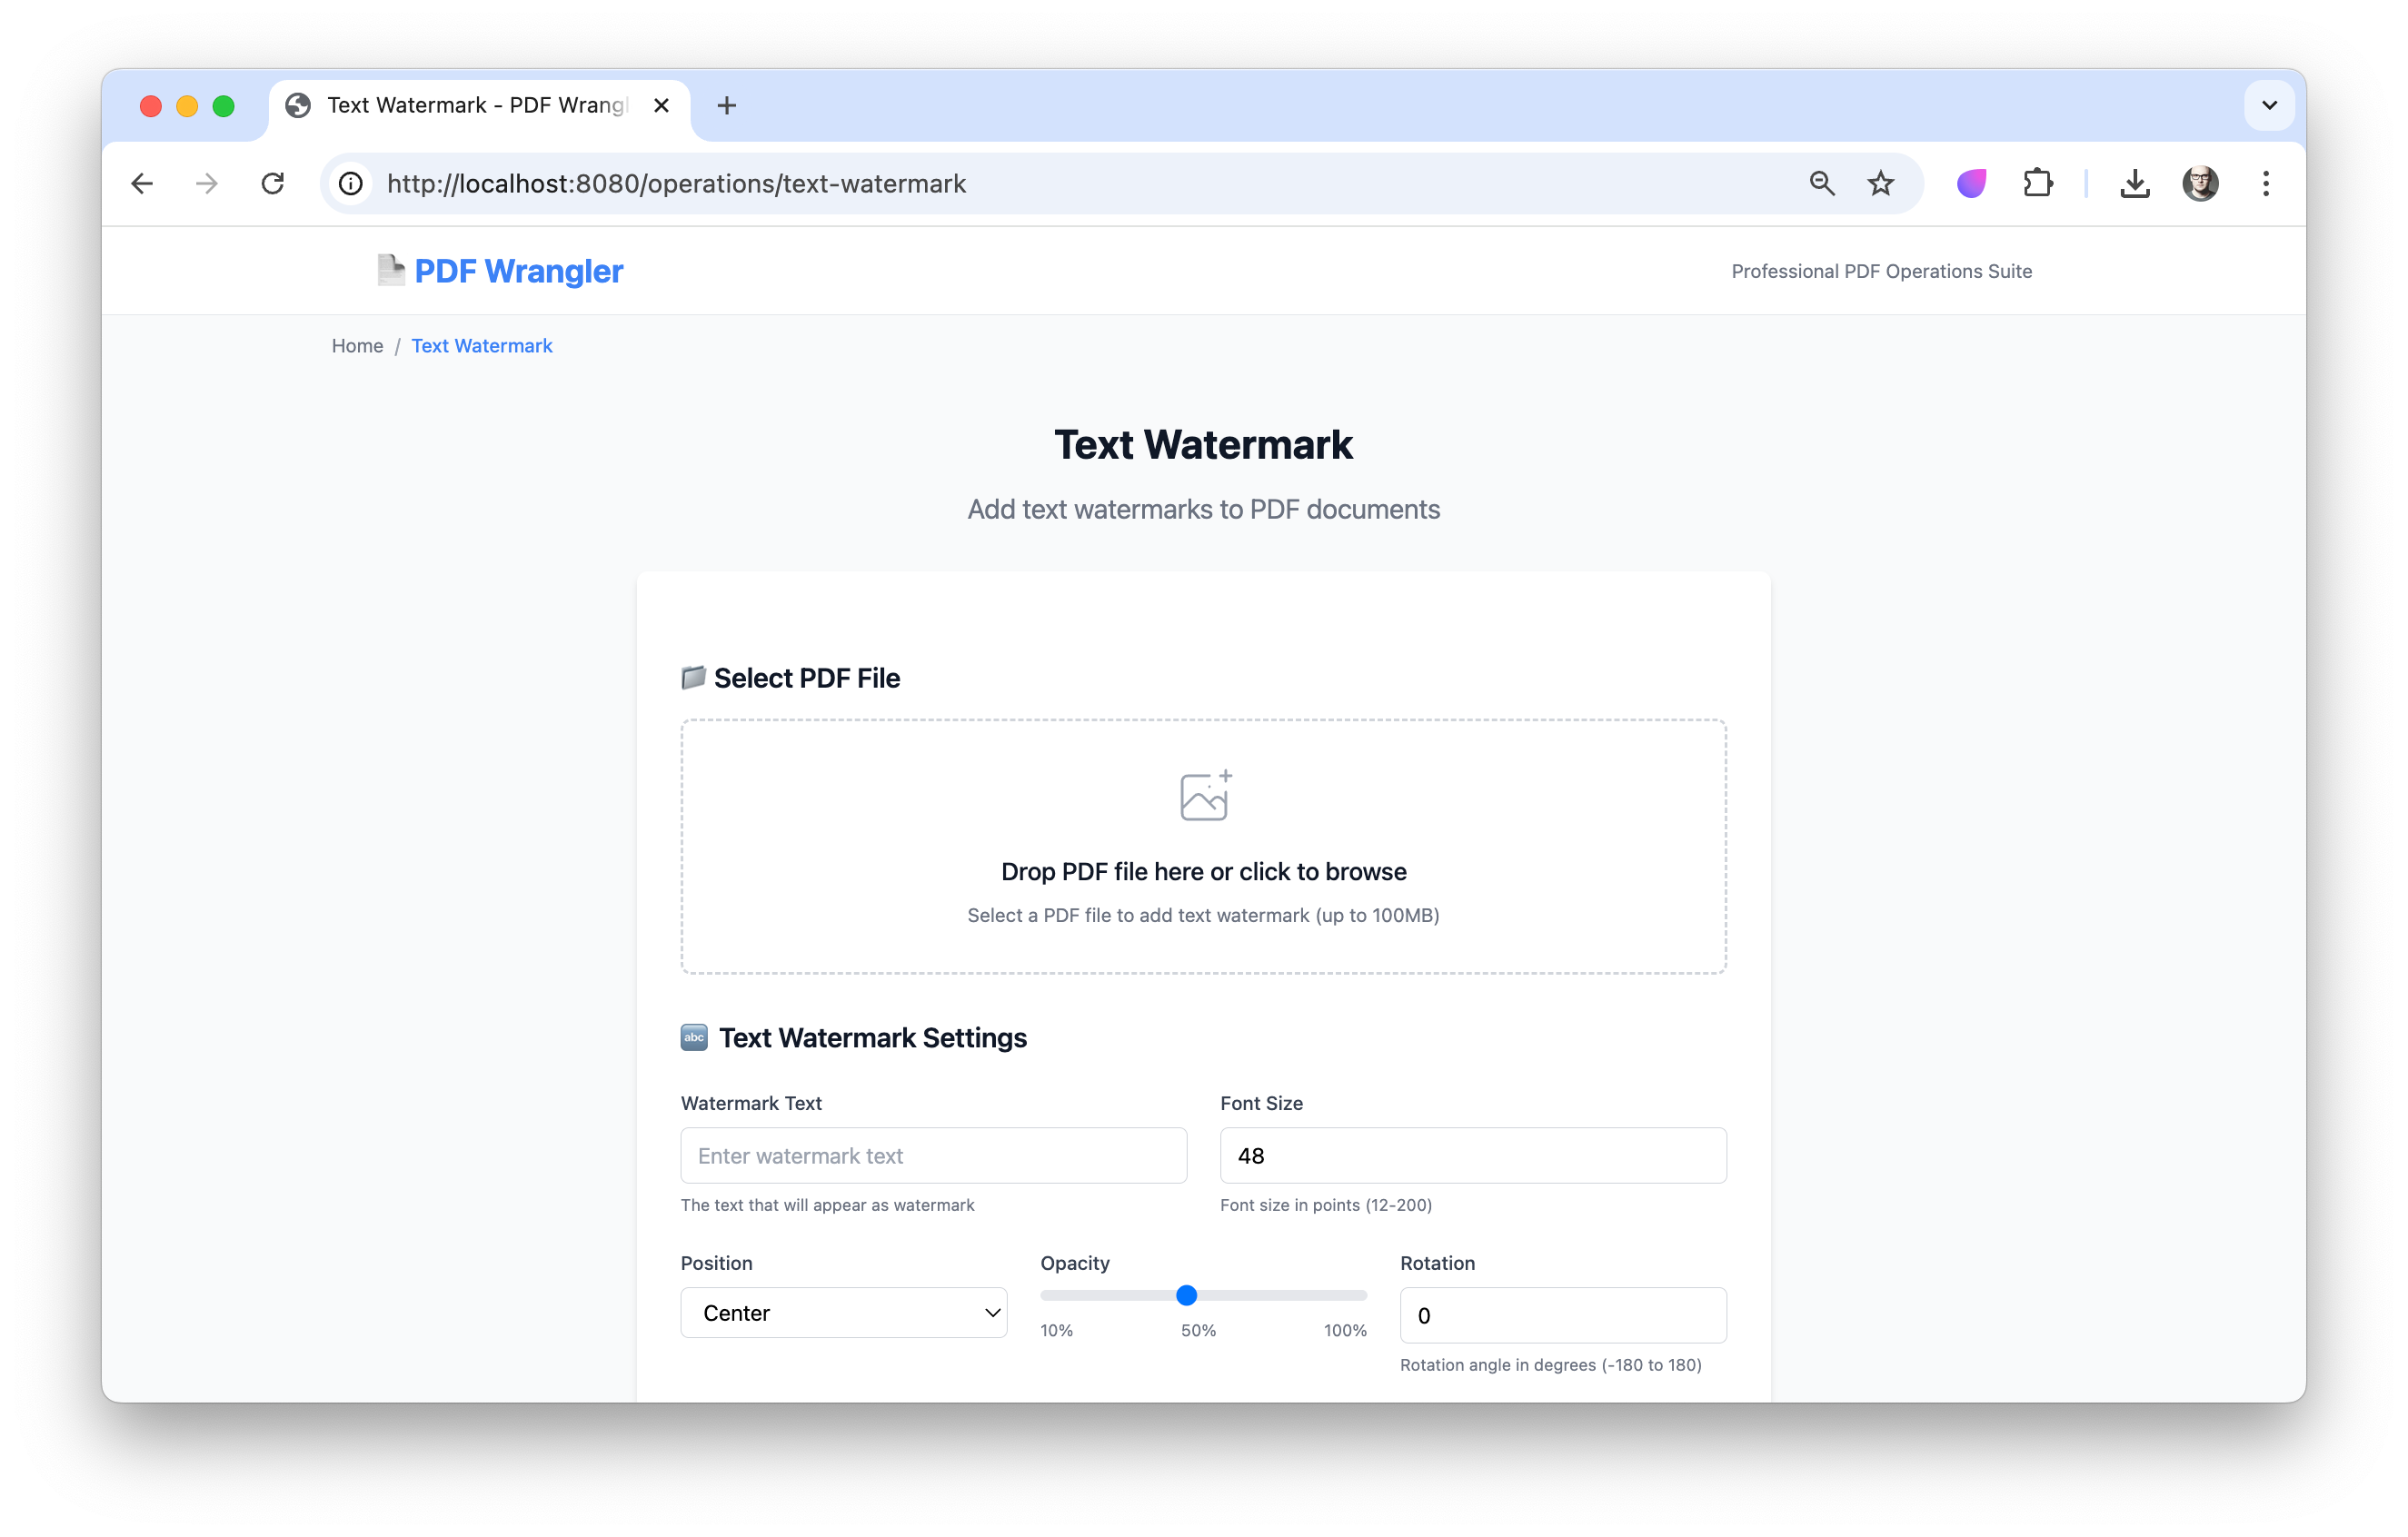 Text Watermark - PDF Wrangl
http://localhost:8080/operations/text-watermark
PDF Wrangler
Professional PDF Operations Suite
Home / Text Watermark
Text Watermark
Add text watermarks to PDF documents
Select PDF File
Drop PDF file here or click to browse
Select a PDF file to add text watermark (up to 100MB)
abc Text Watermark Settings
Watermark Text
Font Size
Enter watermark text
48
The text that will appear as watermark
Font size in points (12-200)
Position
Opacity
Rotation
Center
0
10% 50% 100%
Rotation angle in degrees (-180 to 180)